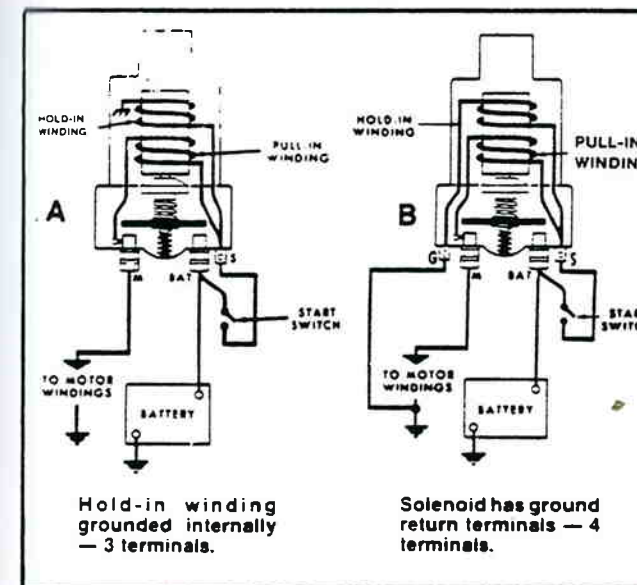 HOLD-IN
WINDING
PULL-IN
WINDING
A
M
BAT
S
START
SWITCH
TO MOTOR
WINDINGS
BATTERY
Hold-in winding
grounded internally
— 3 terminals.
HOLD-IN
WINDING
PULL-IN
WINDING
B
G
M
BAT
S
STAR
SWITC
TO MOTOR
WINDINGS
BATTERY
Solenoid has ground
return terminals — 4
terminals.